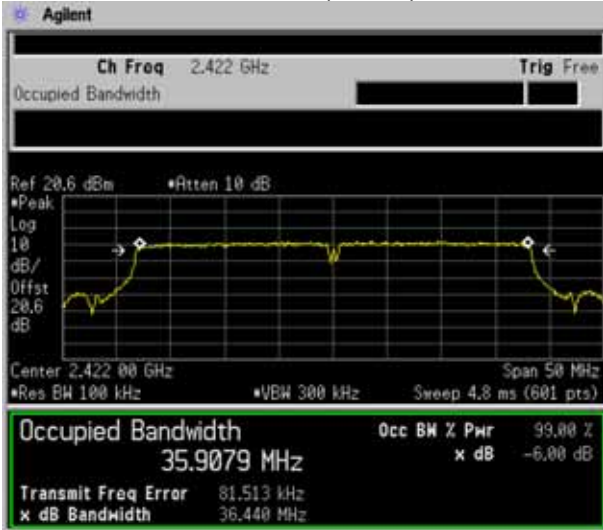 Agilent
Ch Freq 2.422 GHz Trig Free
Occupied Bandwidth
Ref 20.6 dBm *Atten 10 dB
*Peak
Log
10
dB/
Offst
20.6
dB
Center 2.422 00 GHz Span 50 MHz
*Res BW 100 kHz *VBW 300 kHz Sweep 4.8 ms (601 pts)
Occupied Bandwidth Occ BW % Pwr 99.00 %
35.9079 MHz x dB -6.00 dB
Transmit Freq Error 81.513 kHz
x dB Bandwidth 36.440 MHz